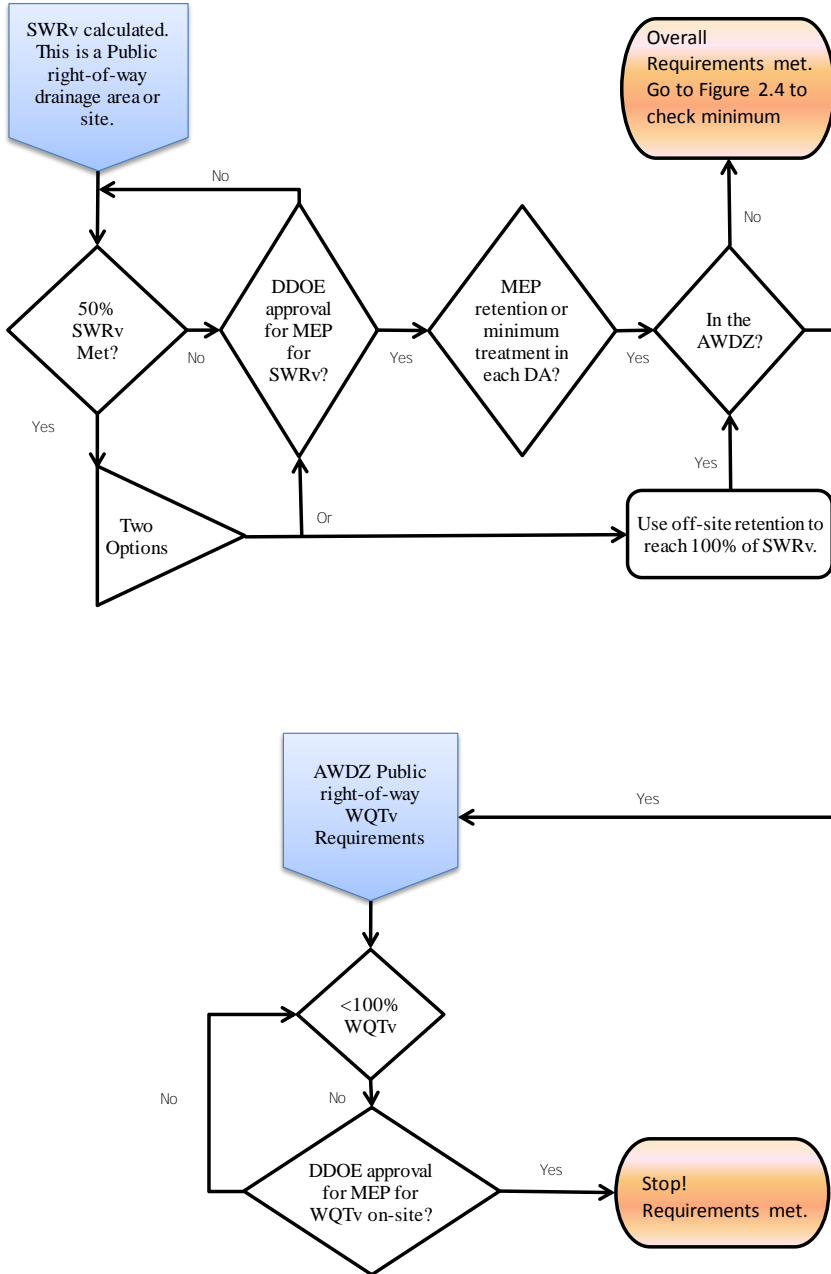 SWRv calculated.
This is a Public
right-of-way
drainage area or
site.
Overall
Requirements met.
Go to Figure 2.4 to
check minimum
No
No
50%
SWRv
Met?
No
DDOE
approval
for MEP
for
SWRv?
Yes
MEP
retention or
minimum
treatment in
each DA?
Yes
In the
AWDZ?
Yes
Yes
Two
Options
Or
Use off-site retention to
reach 100% of SWRv.
AWDZ Public
right-of-way
WQTv
Requirements
Yes
<100%
WQTv
No
No
DDOE approval
for MEP for
WQTv on-site?
Yes
Stop!
Requirements met.